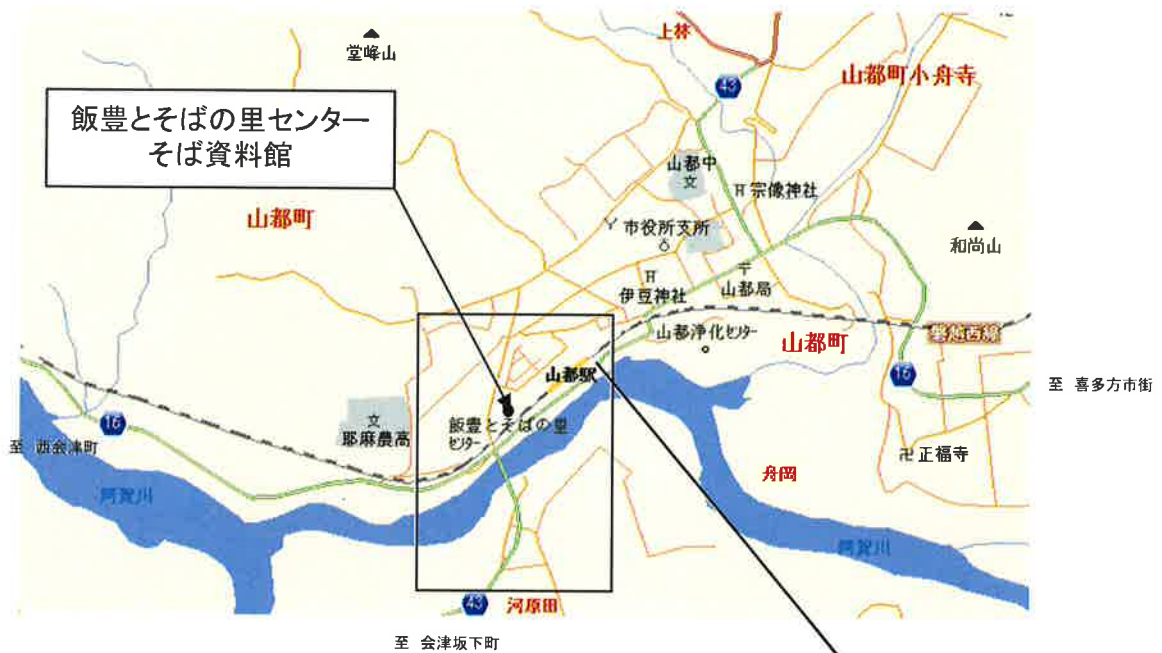 堂峰山
上林
43
山都町小舟寺
飯豊とそばの里センター
そば資料館
山都中
文
宗像神社
山都町
市役所支所
和尚山
伊豆神社
山都局
山都浄化センター
山都町
磐越西線
山都駅
16
至 喜多方市街
文
耶麻農高
飯豊とそばの里
センター
16
至 西会津町
正福寺
舟岡
阿賀川
阿賀川
43
河原田
至 会津坂下町